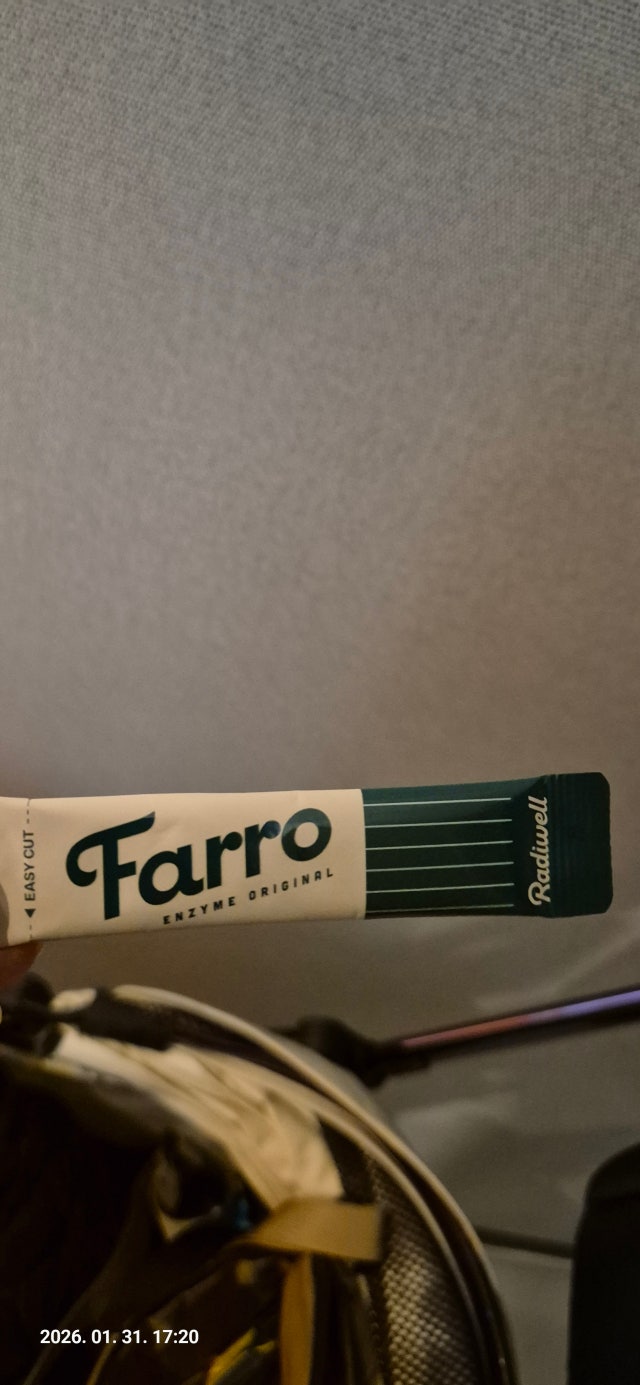 ◀ EASY CUT
Farro
ENZYME ORIGINAL
Radiwell
2026. 01. 31. 17:20